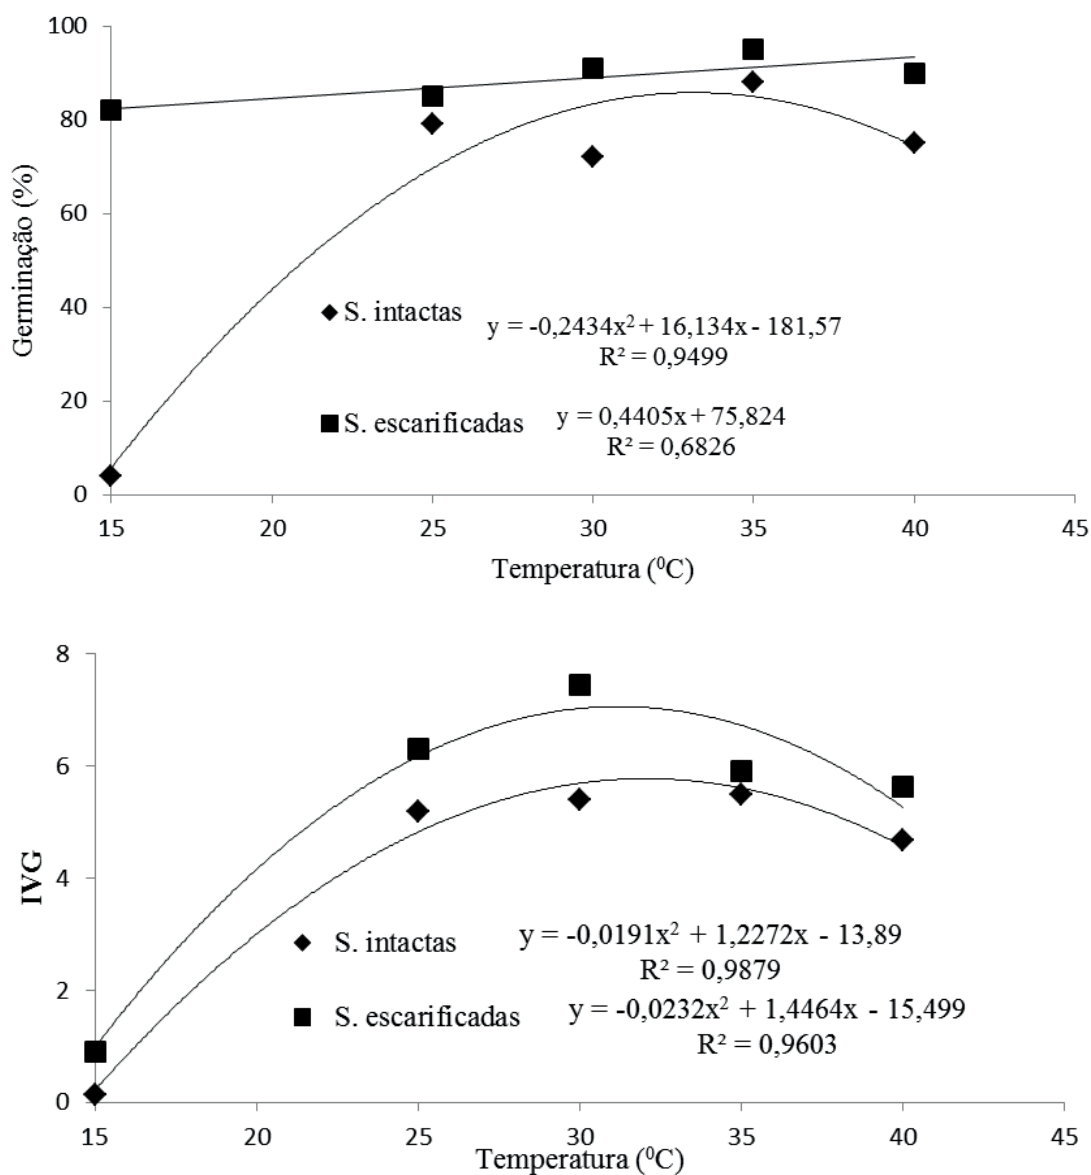 100
80
60
40
20
0
Germinação (%)
S. intactas
y = -0,2434x² + 16,134x - 181,57
R² = 0,9499
S. escarificadas
y = 0,4405x + 75,824
R² = 0,6826
15 20 25 30 35 40 45
Temperatura (⁰C)
8
6
4
2
0
IVG
S. intactas
y = -0,0191x² + 1,2272x - 13,89
R² = 0,9879
S. escarificadas
y = -0,0232x² + 1,4464x - 15,499
R² = 0,9603
15 20 25 30 35 40 45
Temperatura (⁰C)